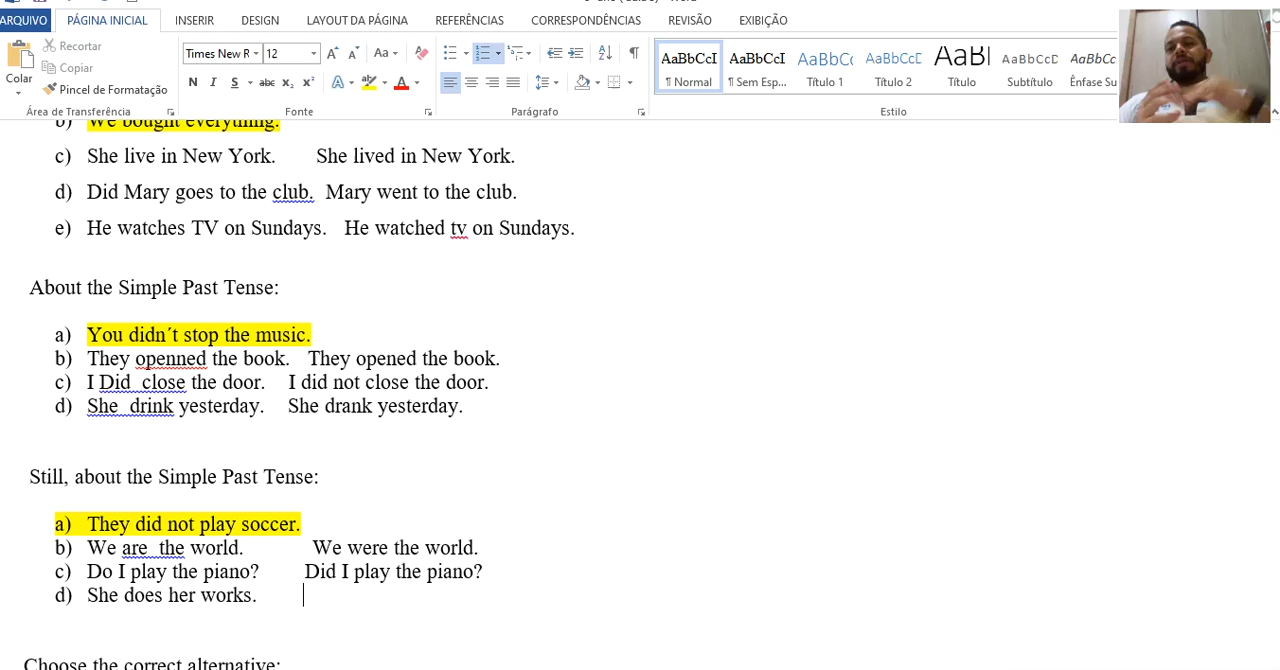 ARQUIVO PÁGINA INICIAL INSERIR DESIGN LAYOUT DA PÁGINA REFERÊNCIAS CORRESPONDÊNCIAS REVISÃO EXIBIÇÃO
Colar
Recortar
Copiar
Pincel de Formatação
Área de Transferência
Times New R 12 Aa
N I S abc x₂ x² A aby A
Fonte
Parágrafo
AaBbCcI AaBbCcI AaBbC AaBbCcE AaBl AaBbCcD AaBbCc
¶ Normal ¶ Sem Esp... Título 1 Título 2 Título Subtítulo Ênfase Su
Estilo
b) We bought everything.
c) She live in New York. She lived in New York.
d) Did Mary goes to the club. Mary went to the club.
e) He watches TV on Sundays. He watched tv on Sundays.
About the Simple Past Tense:
a) You didn´t stop the music.
b) They openned the book. They opened the book.
c) I Did close the door. I did not close the door.
d) She drink yesterday. She drank yesterday.
Still, about the Simple Past Tense:
a) They did not play soccer.
b) We are the world. We were the world.
c) Do I play the piano? Did I play the piano?
d) She does her works.
Choose the correct alternative: